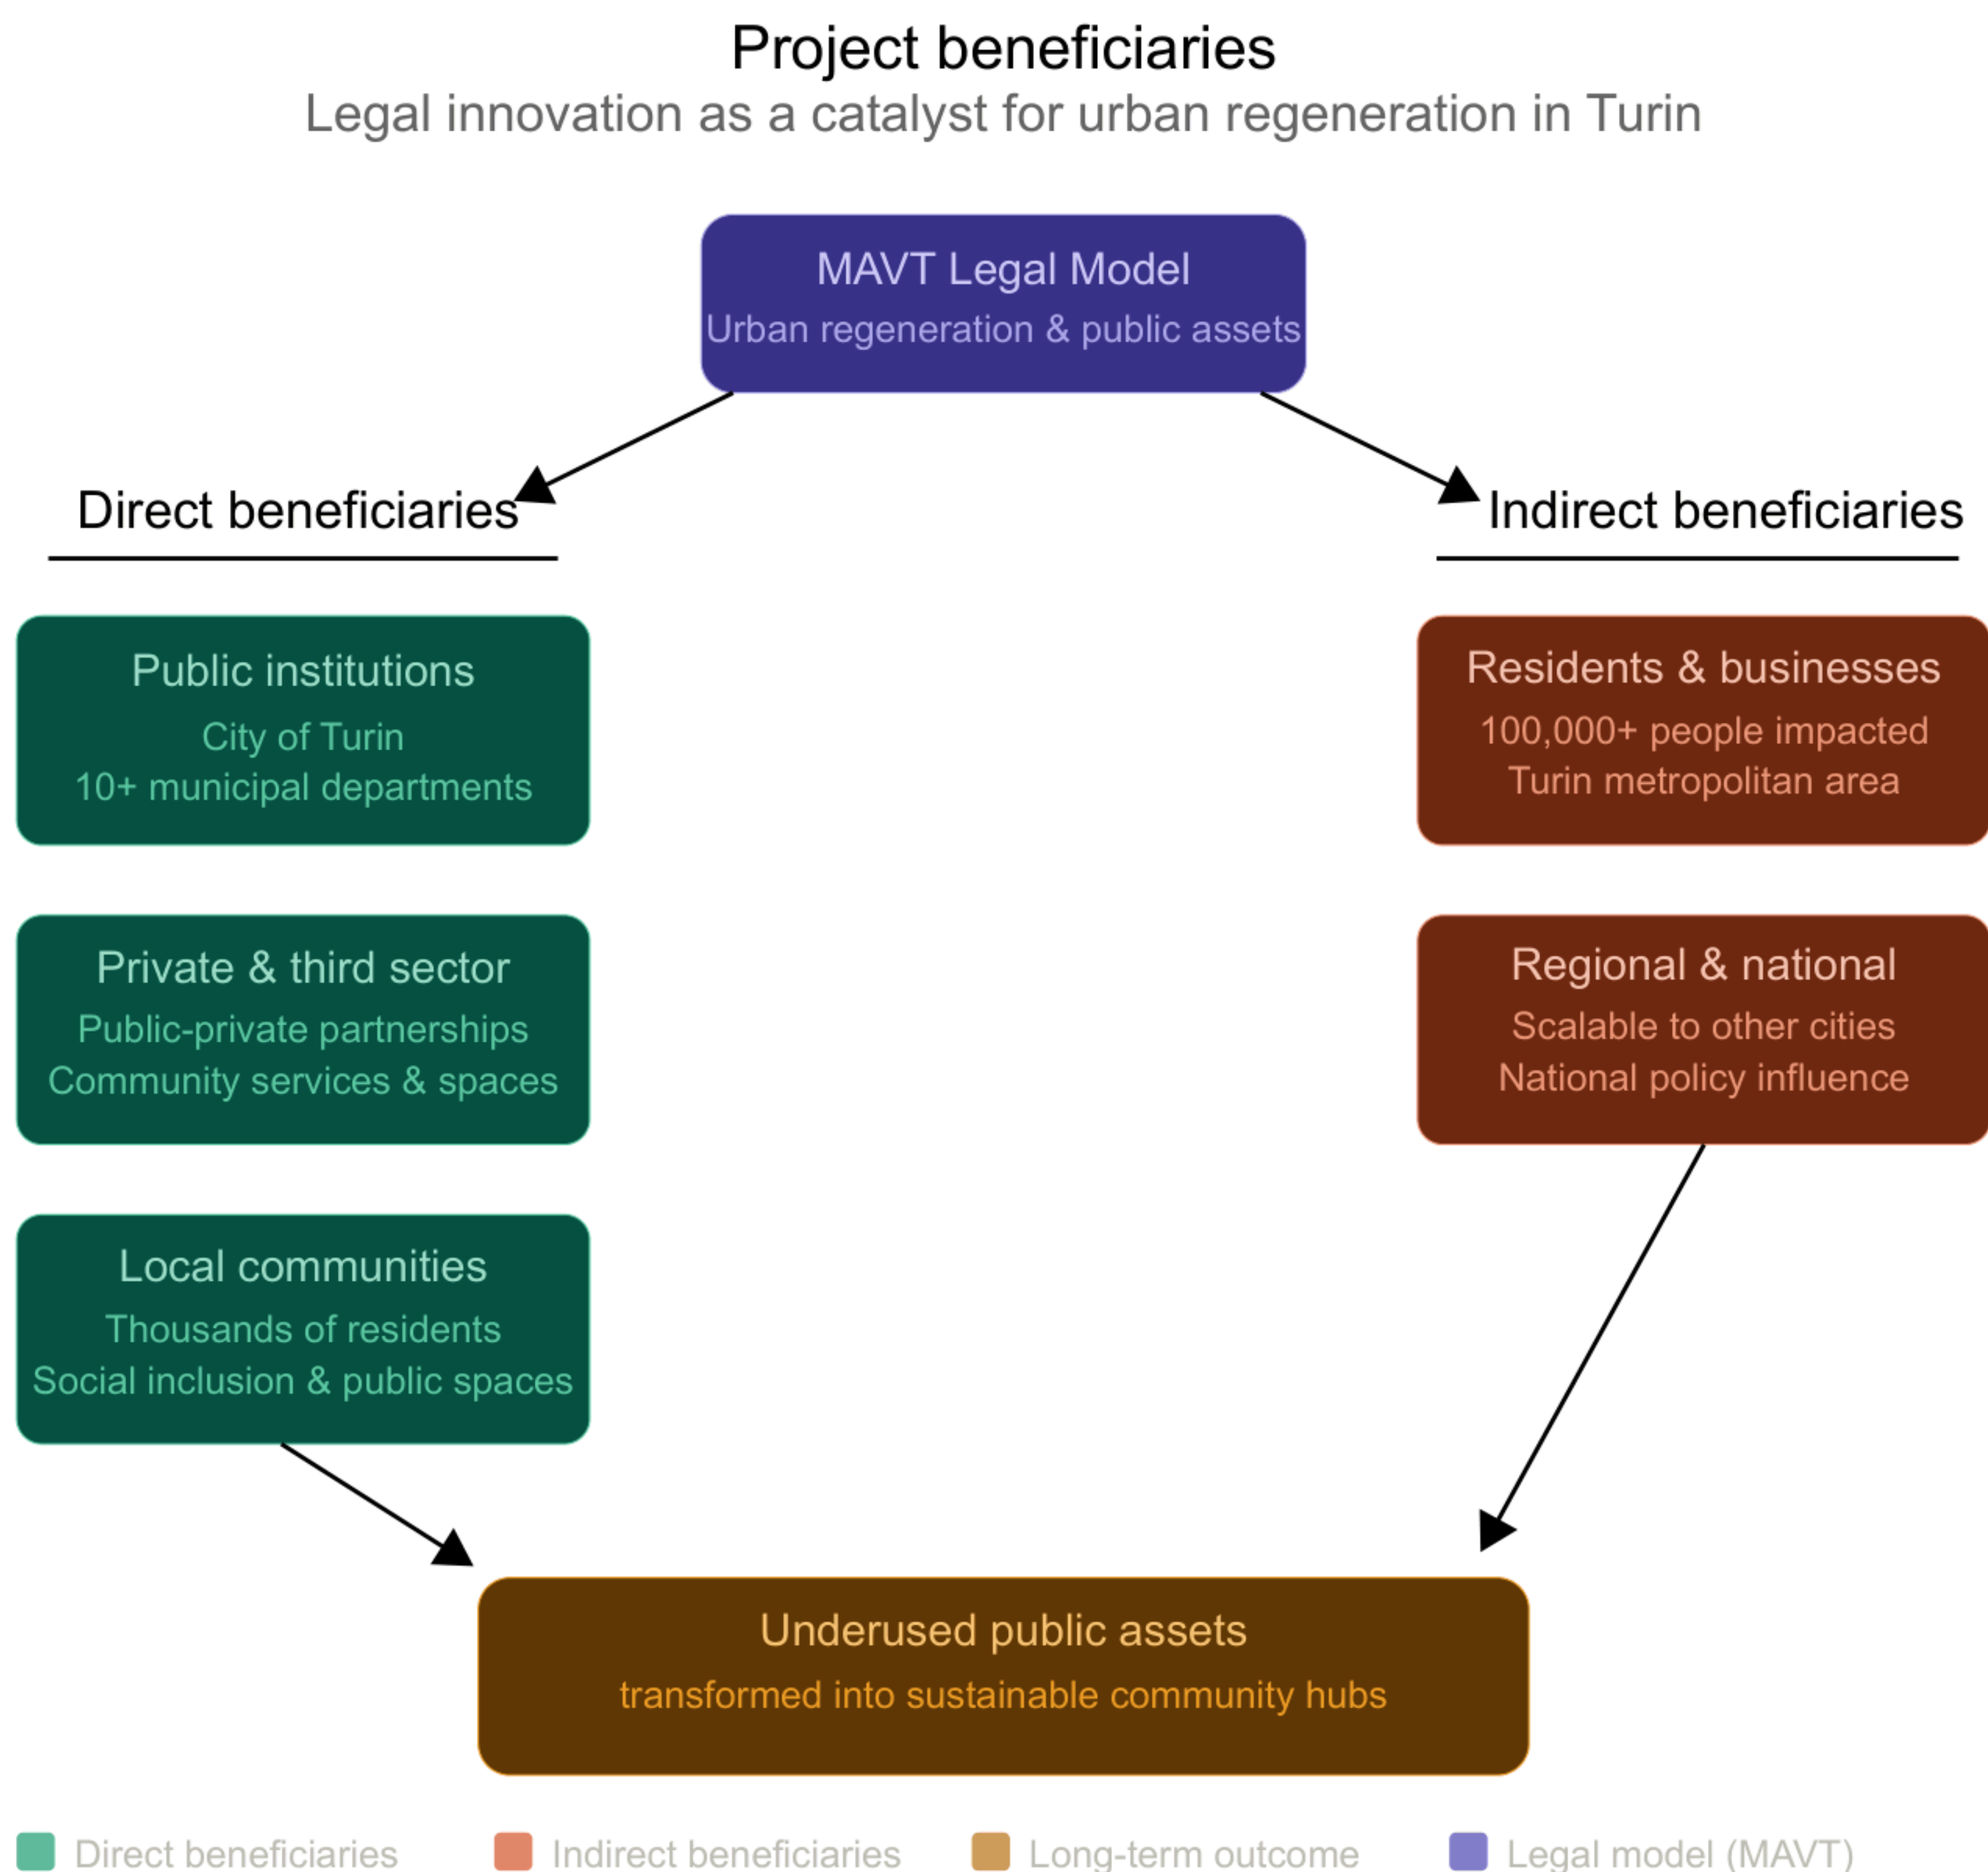 Project beneficiaries
Legal innovation as a catalyst for urban regeneration in Turin
MAVT Legal Model
Urban regeneration & public assets
Direct beneficiaries
Public institutions
City of Turin
10+ municipal departments
Private & third sector
Public-private partnerships
Community services & spaces
Local communities
Thousands of residents
Social inclusion & public spaces
Indirect beneficiaries
Residents & businesses
100,000+ people impacted
Turin metropolitan area
Regional & national
Scalable to other cities
National policy influence
Underused public assets
transformed into sustainable community hubs
Direct beneficiaries
Indirect beneficiaries
Long-term outcome
Legal model (MAVT)